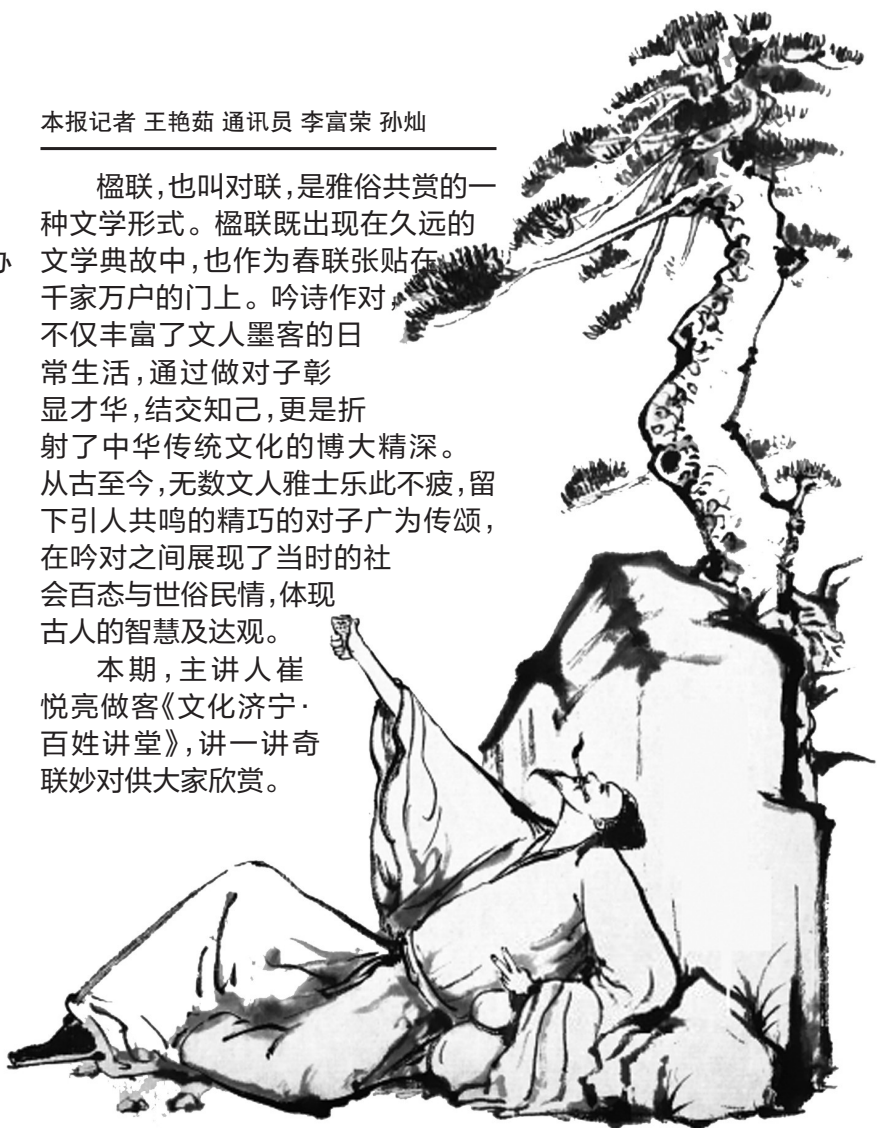 本报记者 王艳茹 通讯员 李富荣 孙灿
楹联,也叫对联,是雅俗共赏的一
种文学形式。楹联既出现在久远的
文学典故中,也作为春联张贴在
千家万户的门上。吟诗作对,
不仅丰富了文人墨客的日
常生活,通过做对子彰
显才华,结交知己,更是折
射了中华传统文化的博大精深。
从古至今,无数文人雅士乐此不疲,留
下引人共鸣的精巧的对子广为传颂,
在吟对之间展现了当时的社
会百态与世俗民情,体现
古人的智慧及达观。
本期,主讲人崔
悦亮做客《文化济宁·
百姓讲堂》,讲一讲奇
联妙对供大家欣赏。